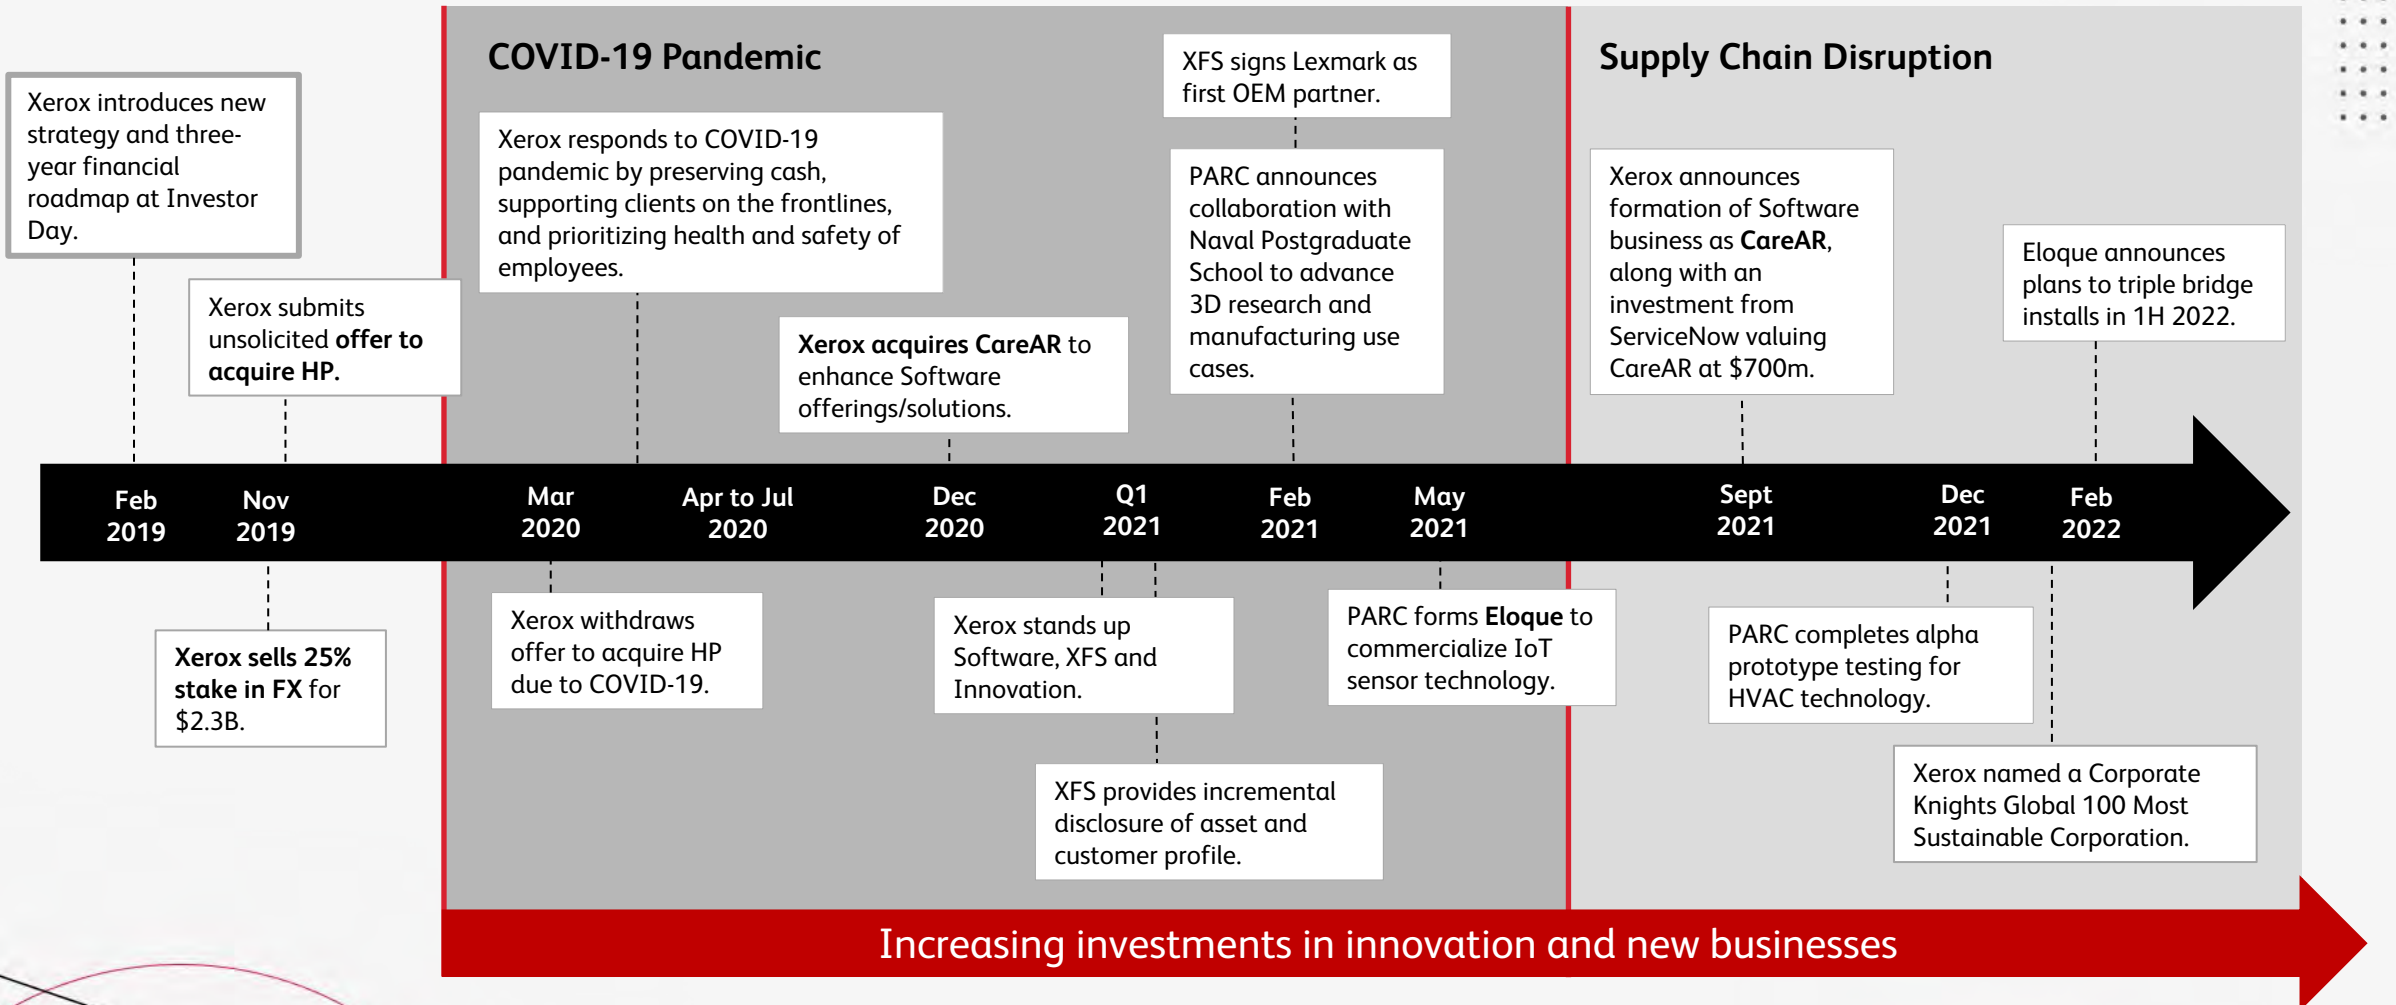 COVID-19 Pandemic
Supply Chain Disruption
Xerox introduces new
strategy and three-
year financial
roadmap at Investor
Day.
Xerox submits
unsolicited offer to
acquire HP.
Xerox responds to COVID-19
pandemic by preserving cash,
supporting clients on the frontlines,
and prioritizing health and safety of
employees.
Xerox acquires CareAR to
enhance Software
offerings/solutions.
XFS signs Lexmark as
first OEM partner.
PARC announces
collaboration with
Naval Postgraduate
School to advance
3D research and
manufacturing use
cases.
Xerox announces
formation of Software
business as CareAR,
along with an
investment from
ServiceNow valuing
CareAR at $700m.
Eloque announces
plans to triple bridge
installs in 1H 2022.
Feb
2019
Nov
2019
Mar
2020
Apr to Jul
2020
Dec
2020
Q1
2021
Feb
2021
May
2021
Sept
2021
Dec
2021
Feb
2022
Xerox sells 25%
stake in FX for
$2.3B.
Xerox withdraws
offer to acquire HP
due to COVID-19.
Xerox stands up
Software, XFS and
Innovation.
XFS provides incremental
disclosure of asset and
customer profile.
PARC forms Eloque to
commercialize IoT
sensor technology.
PARC completes alpha
prototype testing for
HVAC technology.
Xerox named a Corporate
Knights Global 100 Most
Sustainable Corporation.
Increasing investments in innovation and new businesses